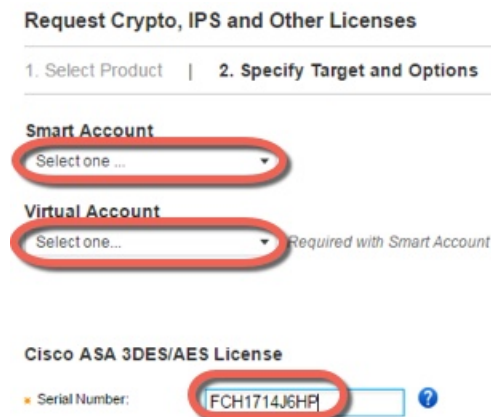 Request Crypto, IPS and Other Licenses
1. Select Product | 2. Specify Target and Options
Smart Account
Select one ...
Virtual Account
Select one... Required with Smart Account
Cisco ASA 3DES/AES License
* Serial Number: FCH1714J6HP ?